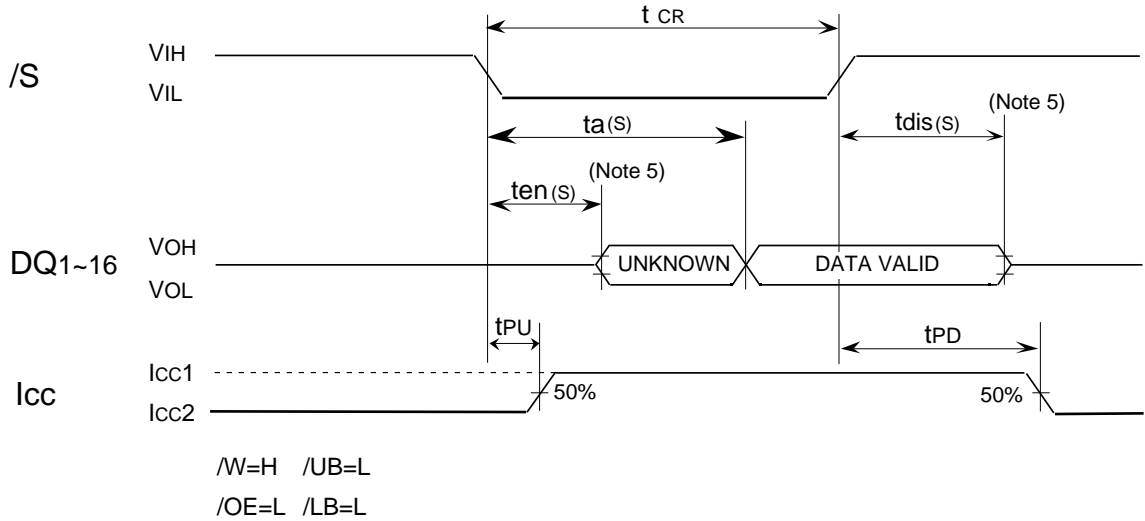 t CR
/S
VIH
VIL
(Note 5)
ta(S)
tdis(S)
(Note 5)
ten(S)
DQ1~16
VOH
VOL
UNKNOWN
DATA VALID
tPU
tPD
Icc
Icc1
Icc2
50%
50%
/W=H /UB=L
/OE=L /LB=L